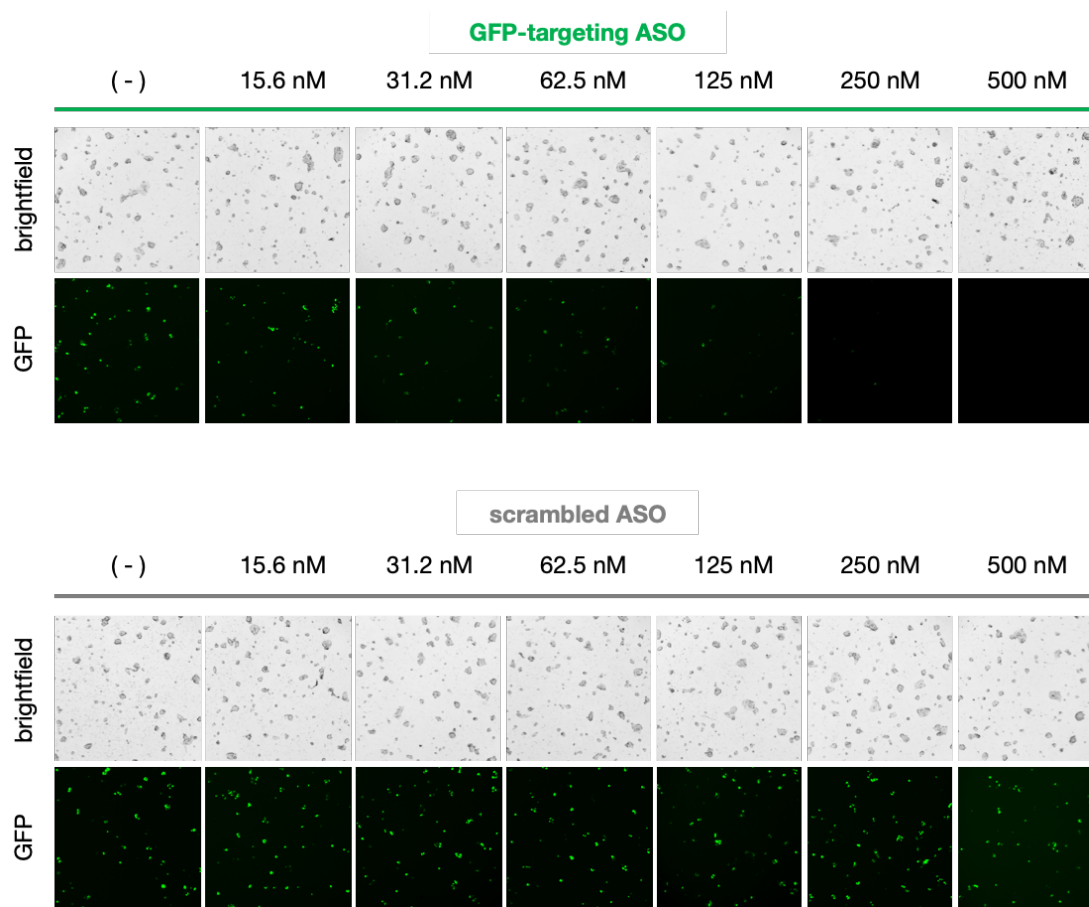 GFP-targeting ASO
( - ) 15.6 nM 31.2 nM 62.5 nM 125 nM 250 nM 500 nM
brightfield
GFP
scrambled ASO
( - ) 15.6 nM 31.2 nM 62.5 nM 125 nM 250 nM 500 nM
brightfield
GFP